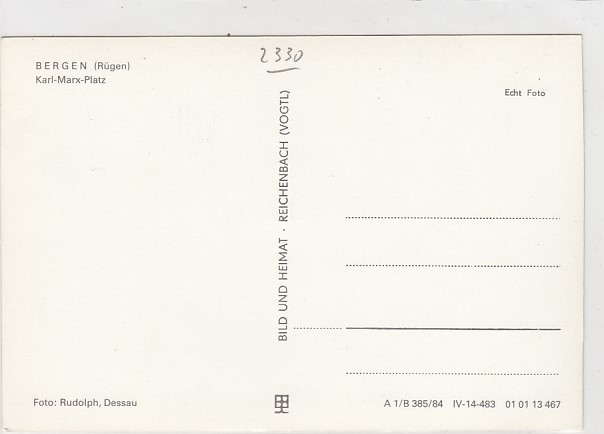 2330
BERGEN (Rügen)
Karl-Marx-Platz
Echt Foto
BILD UND HEIMAT · REICHENBACH (VOGTL)
Foto: Rudolph, Dessau
A 1/B 385/84 IV-14-483 01 01 13 467